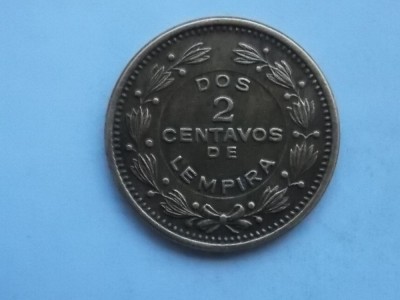 DOS
2
CENTAVOS
DE
LEMPIRA